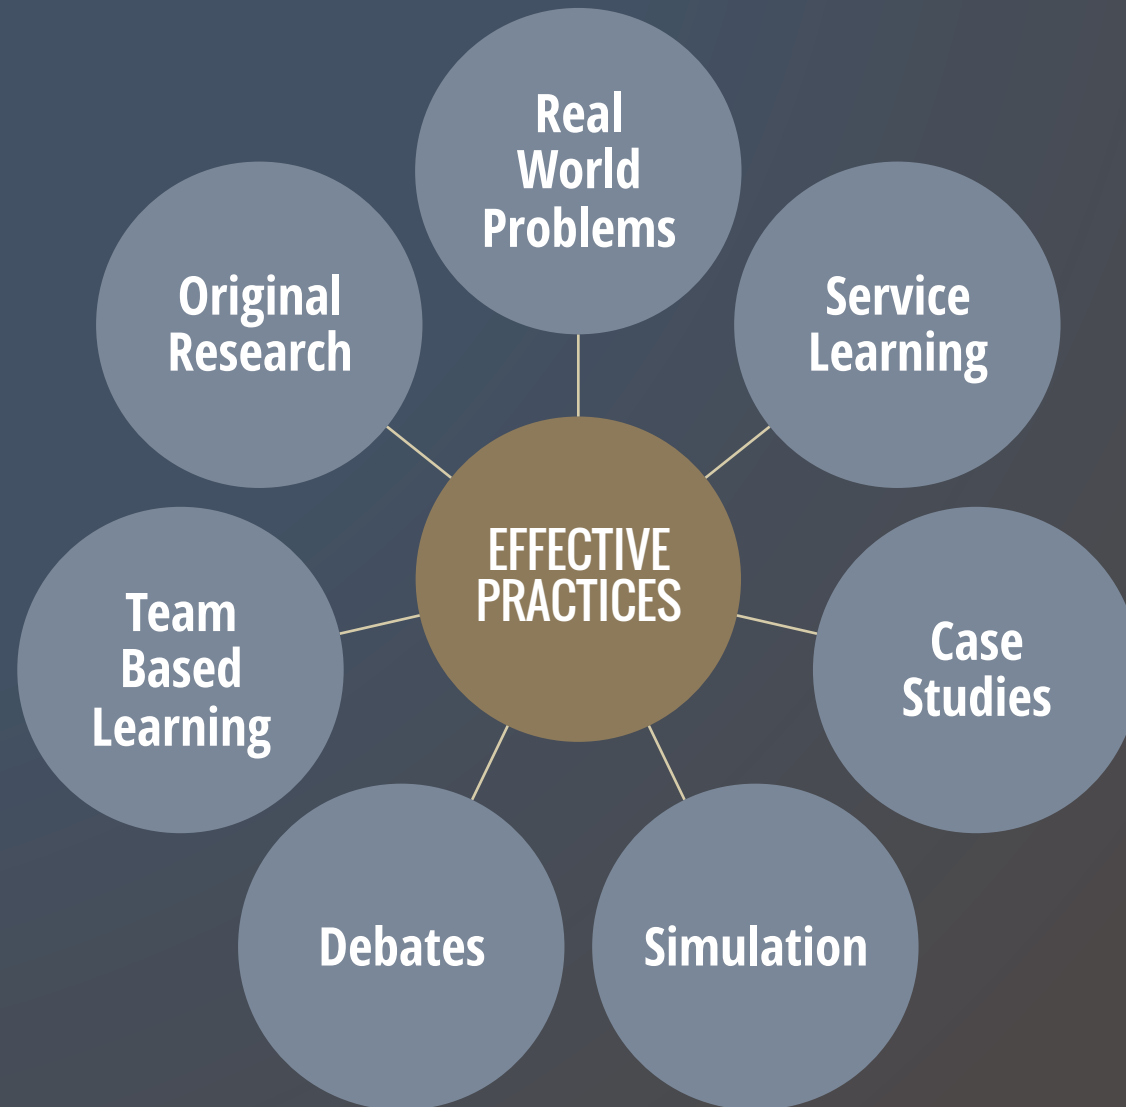 Real
World
Problems
Service
Learning
Case
Studies
Simulation
Debates
Team
Based
Learning
Original
Research
EFFECTIVE
PRACTICES